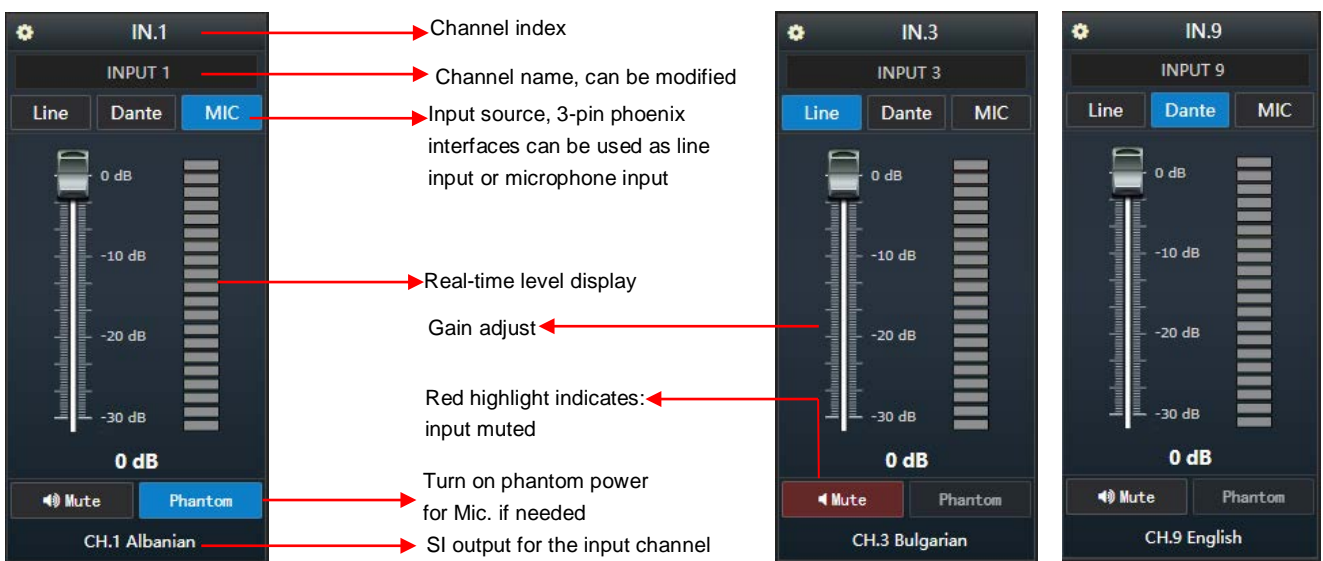 IN.1
INPUT 1
Line Dante MIC
0 dB
-10 dB
-20 dB
-30 dB
0 dB
Mute Phantom
CH.1 Albanian
Channel index
Channel name, can be modified
Input source, 3-pin phoenix
interfaces can be used as line
input or microphone input
Real-time level display
Gain adjust
Red highlight indicates:
input muted
Turn on phantom power
for Mic. if needed
SI output for the input channel
IN.3
INPUT 3
Line Dante MIC
0 dB
-10 dB
-20 dB
-30 dB
0 dB
Mute Phantom
CH.3 Bulgarian
IN.9
INPUT 9
Line Dante MIC
0 dB
-10 dB
-20 dB
-30 dB
0 dB
Mute Phantom
CH.9 English